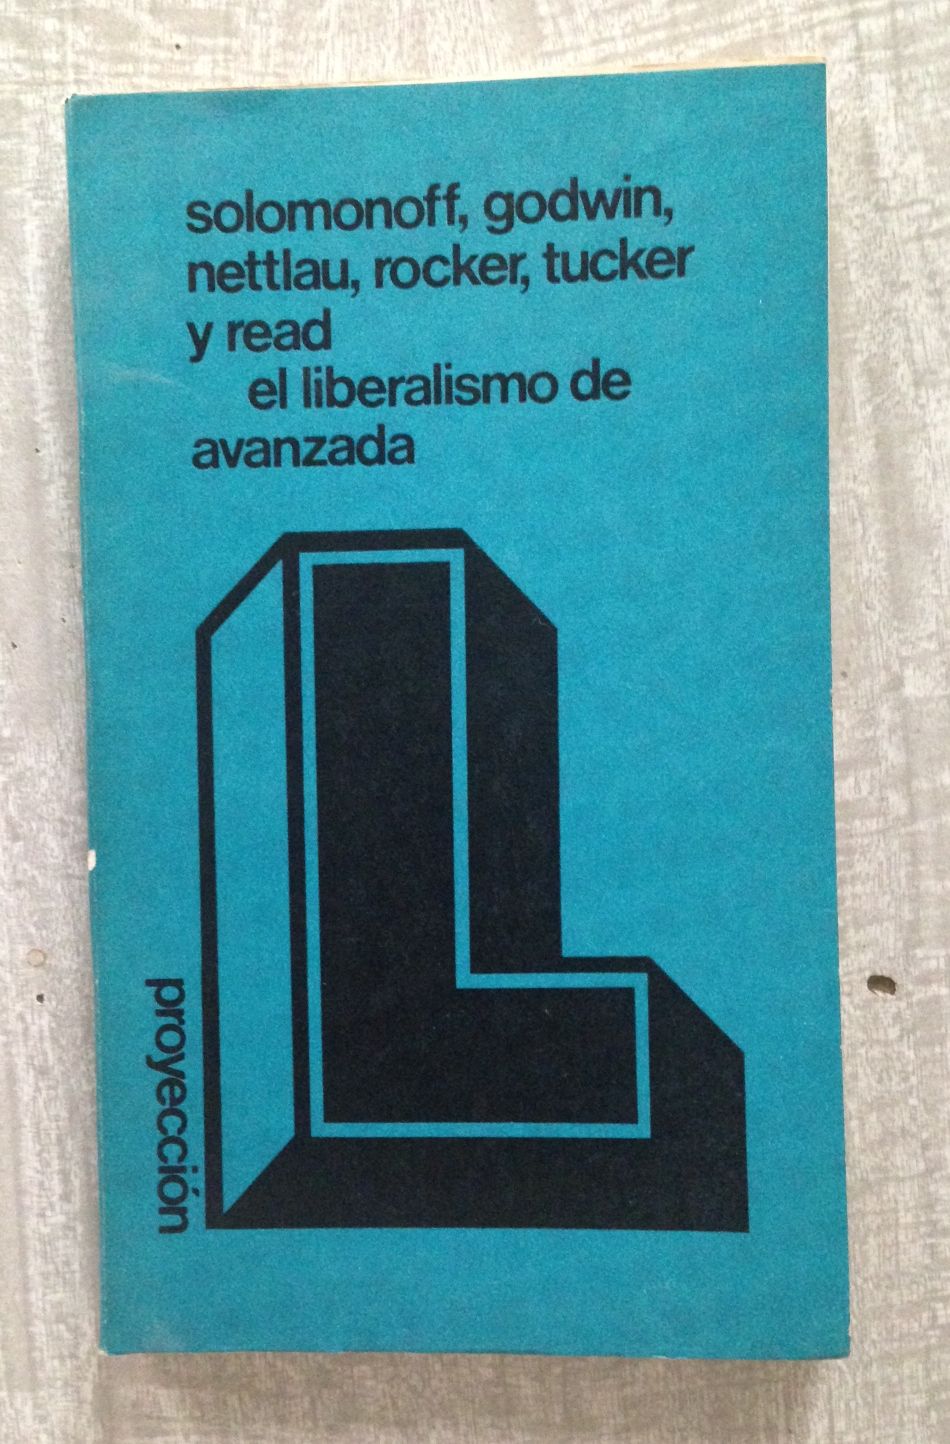 solomonoff, godwin,
nettlau, rocker, tucker
y read
el liberalismo de
avanzada
L
proyección